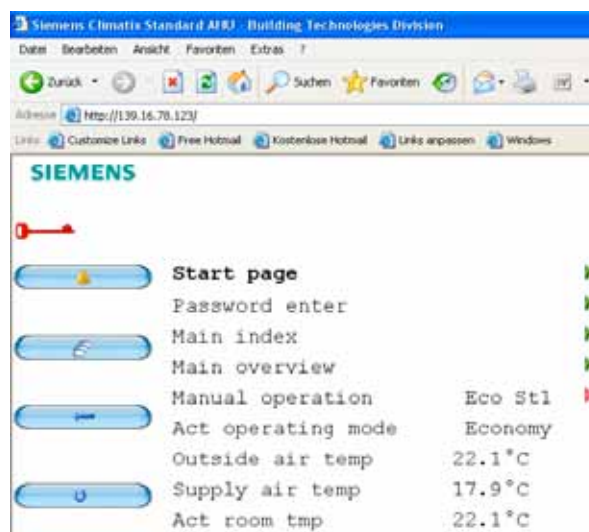 Siemens Climatix Standard AHU - Building Technologies Division
Datei Bearbeiten Ansicht Favoriten Extras ?
Zurück Suchen Favoriten
Adresse http://139.16.78.123/
Links Customize Links Free Hotmail Kostenlose Hotmail Links anpassen Windows
SIEMENS
Start page
Password enter
Main index
Main overview
Manual operation Eco St1
Act operating mode Economy
Outside air temp 22.1°C
Supply air temp 17.9°C
Act room tmp 22.1°C